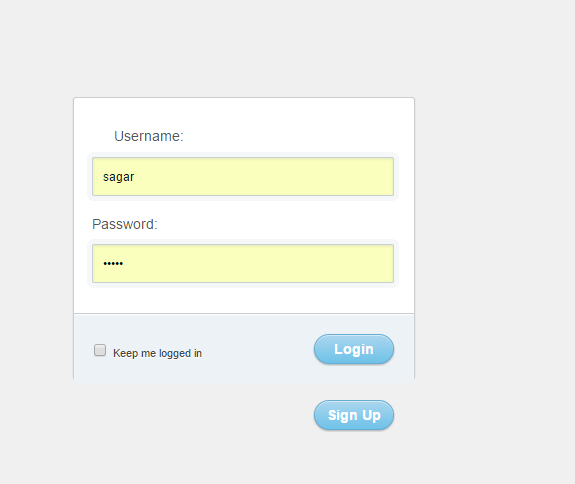 Username:
sagar
Password:
•••••
Keep me logged in
Login
Sign Up